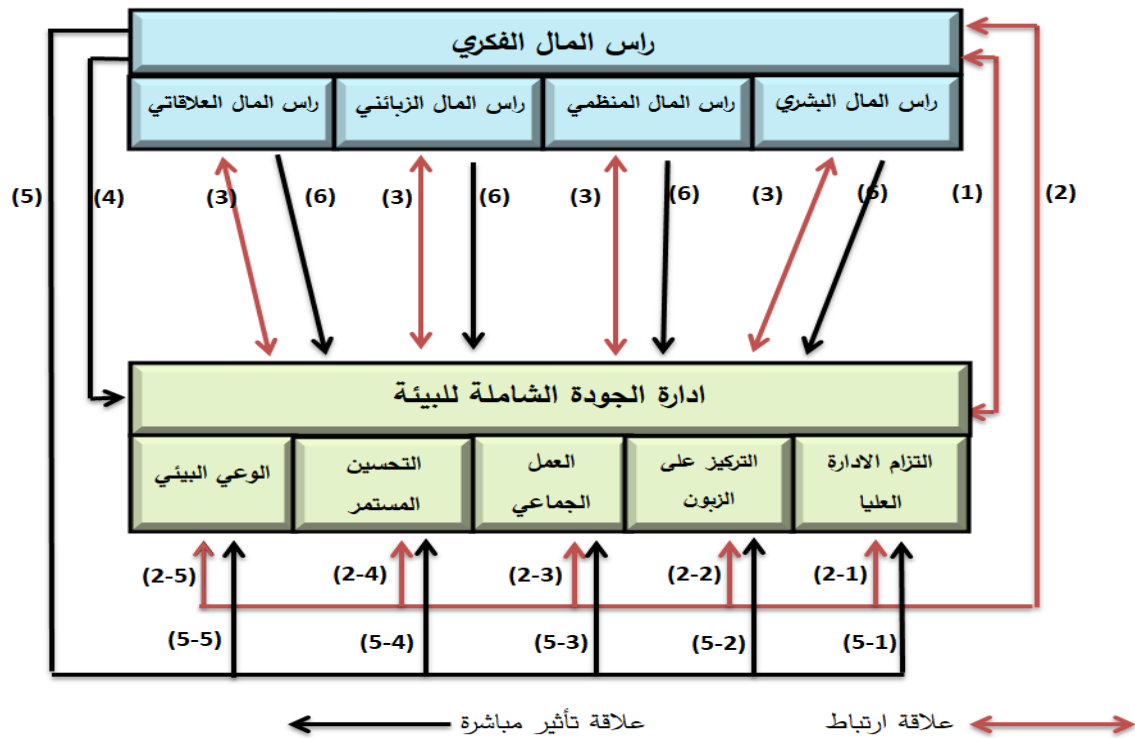 راس المال الفكري
راس المال البشري
راس المال المنظمي
راس المال الزبائني
راس المال العلاقاتي
(2)
(1)
(6)
(3)
(6)
(3)
(6)
(3)
(6)
(3)
(4)
(5)
ادارة الجودة الشاملة للبيئة
التزام الادارة
العليا
التركيز على
الزبون
العمل
الجماعي
التحسين
المستمر
الوعي البيئي
(2-1)
(2-2)
(2-3)
(2-4)
(2-5)
(5-1)
(5-2)
(5-3)
(5-4)
(5-5)
علاقة ارتباط
علاقة تأثير مباشرة